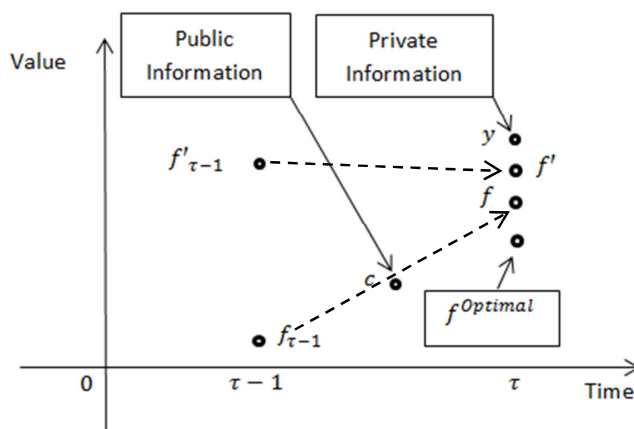 Public
Information
Private
Information
Value
y
f'τ−1
f'
f
c
f^Optimal
fτ−1
0
τ − 1
τ
Time